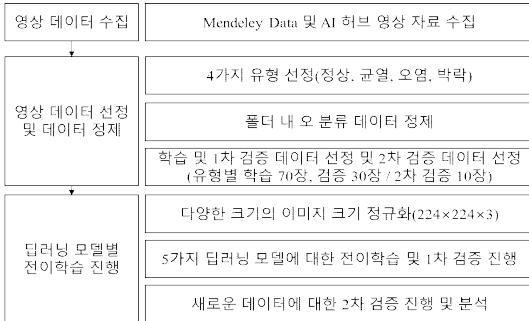 영상 데이터 수집
Mendeley Data 및 AI 허브 영상 자료 수집
영상 데이터 선정
및 데이터 정제
4가지 유형 선정(정상, 균열, 오염, 박락)
폴더 내 오 분류 데이터 정제
학습 및 1차 검증 데이터 선정 및 2차 검증 데이터 선정
(유형별 학습 70장, 검증 30장 / 2차 검증 10장)
딥러닝 모델별
전이학습 진행
다양한 크기의 이미지 크기 정규화(224×224×3)
5가지 딥러닝 모델에 대한 전이학습 및 1차 검증 진행
새로운 데이터에 대한 2차 검증 진행 및 분석